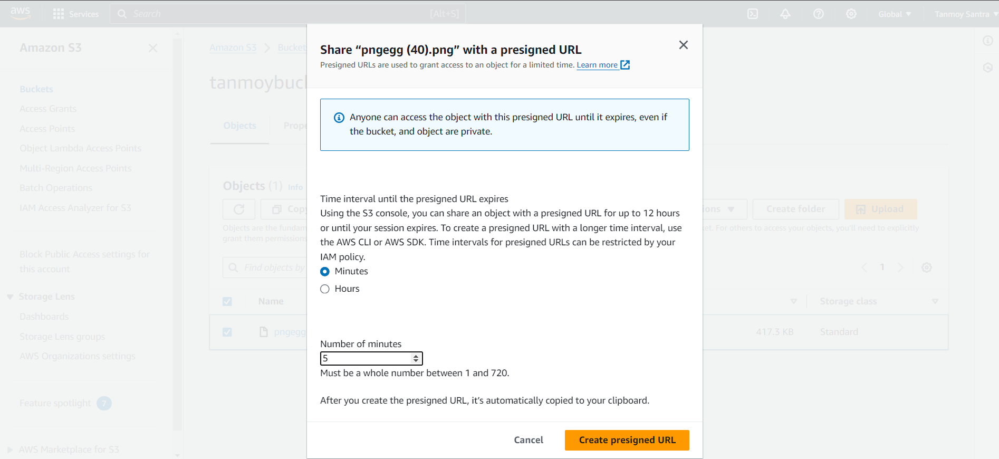 aws
Services
Search
[Alt+S]
Global
Tanmoy Santra
Amazon S3
Buckets
Access Grants
Access Points
Object Lambda Access Points
Multi-Region Access Points
Batch Operations
IAM Access Analyzer for S3
Block Public Access settings for
this account
Storage Lens
Dashboards
Storage Lens groups
AWS Organizations settings
Feature spotlight 7
AWS Marketplace for S3
Amazon S3
Bucket
tanmoybuc
Objects
Prope
Objects (1) Info
Copy
ions
Create folder
Upload
Objects are the fundam
ket. For others to access your objects, you'll need to explicitly
grant them permissions
Find objects by
1
Name
Storage class
pngegg
417.3 KB
Standard
Share “pngegg (40).png” with a presigned URL
Presigned URLs are used to grant access to an object for a limited time. Learn more
Anyone can access the object with this presigned URL until it expires, even if
the bucket, and object are private.
Time interval until the presigned URL expires
Using the S3 console, you can share an object with a presigned URL for up to 12 hours
or until your session expires. To create a presigned URL with a longer time interval, use
the AWS CLI or AWS SDK. Time intervals for presigned URLs can be restricted by your
IAM policy.
Minutes
Hours
Number of minutes
5
Must be a whole number between 1 and 720.
After you create the presigned URL, it’s automatically copied to your clipboard.
Cancel
Create presigned URL